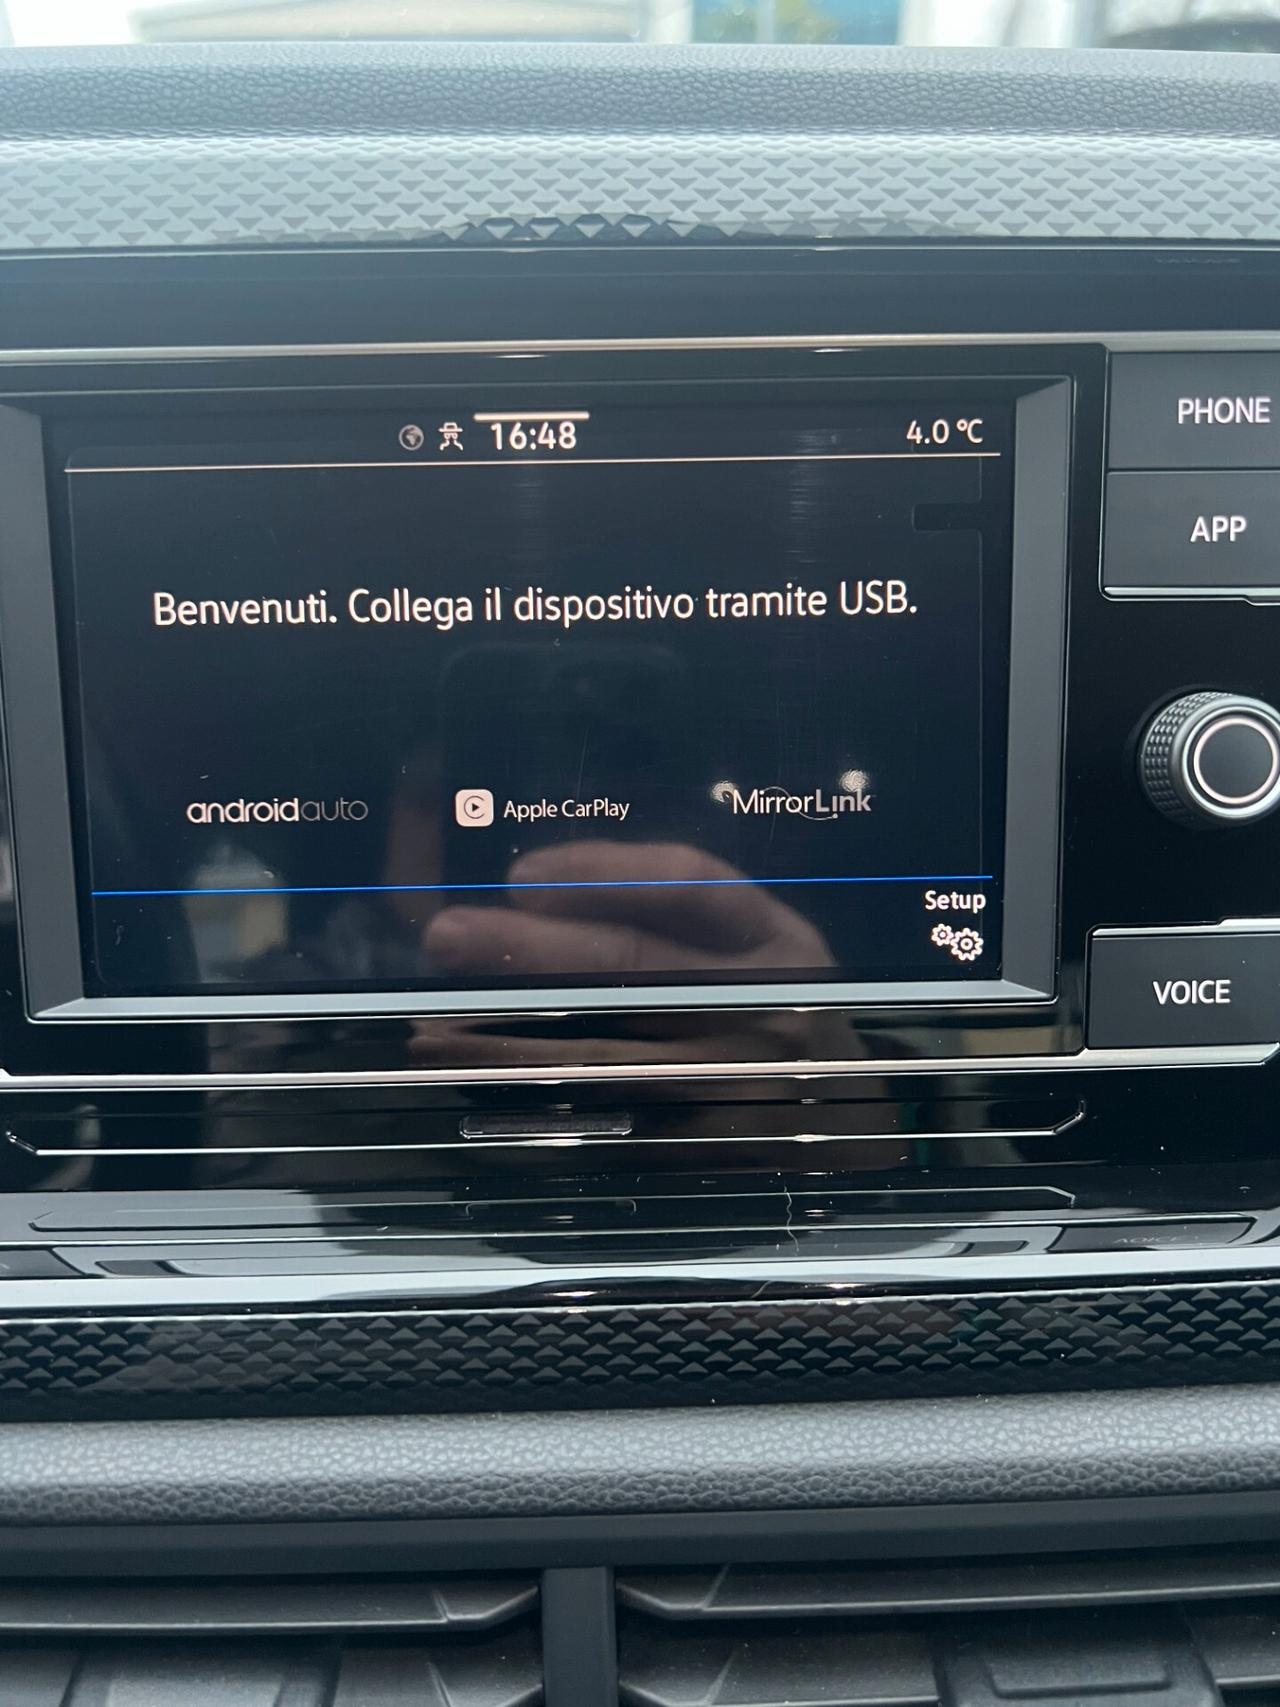 PHONE
16:48
4.0 °C
APP
Benvenuti. Collega il dispositivo tramite USB.
androidauto
Apple CarPlay
MirrorLink
Setup
VOICE